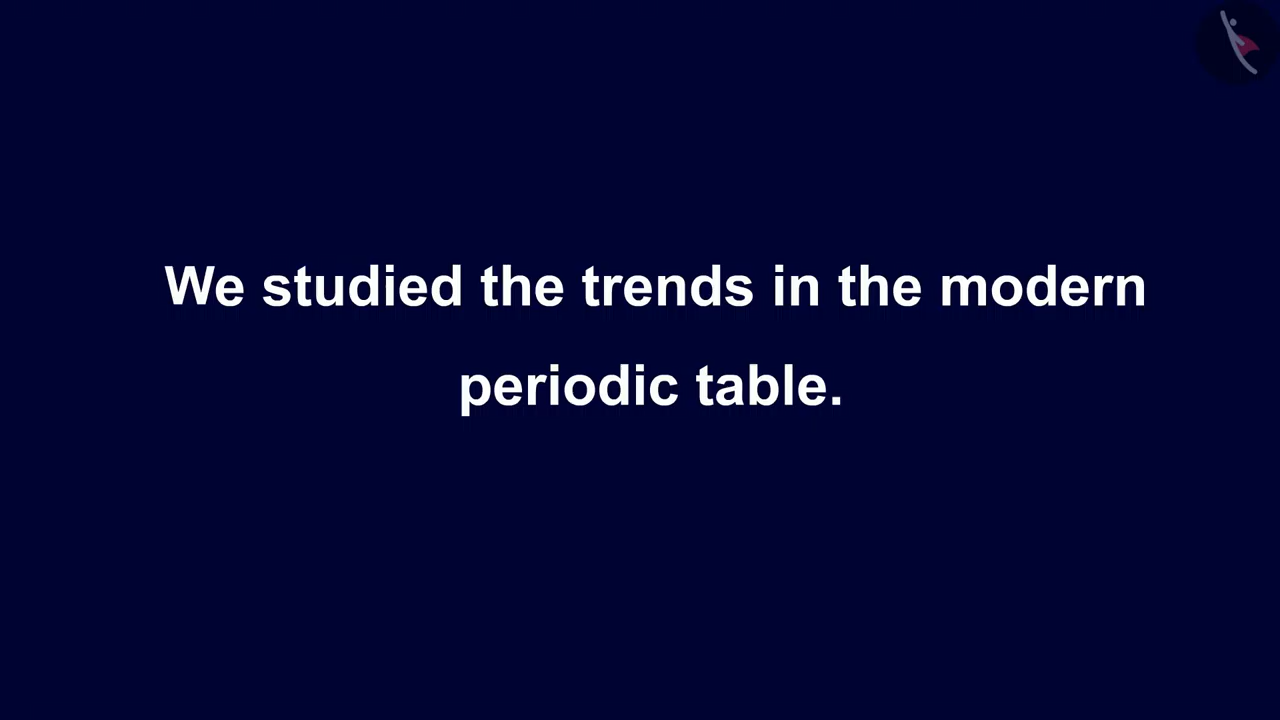 We studied the trends in the modern
periodic table.